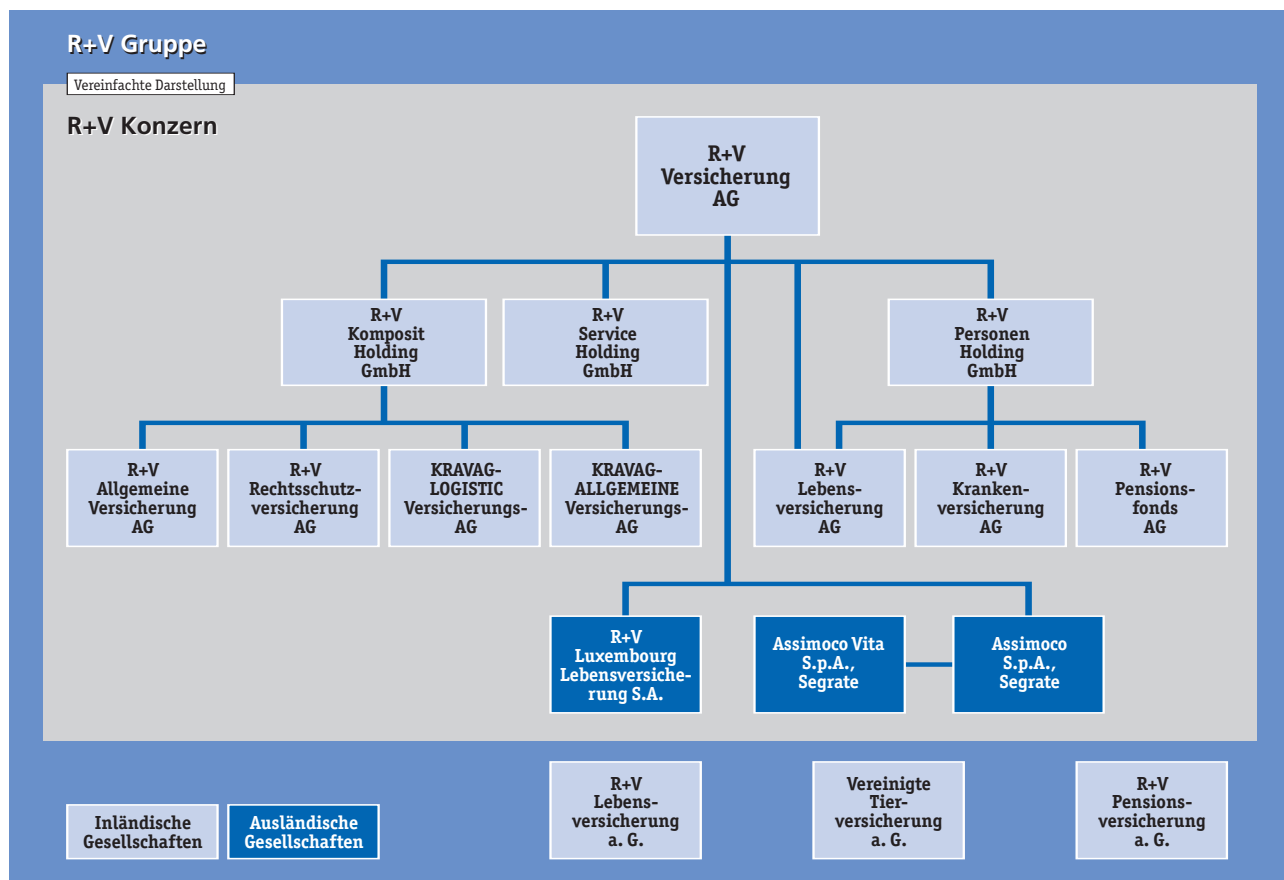 R+V Gruppe
Vereinfachte Darstellung
R+V Konzern
R+V
Versicherung
AG
R+V
Komposit
Holding
GmbH
R+V
Service
Holding
GmbH
R+V
Personen
Holding
GmbH
R+V
Allgemeine
Versicherung
AG
R+V
Rechtsschutz-
versicherung
AG
KRAVAG-
LOGISTIC
Versicherungs-
AG
KRAVAG-
ALLGEMEINE
Versicherungs-
AG
R+V
Lebens-
versicherung
AG
R+V
Kranken-
versicherung
AG
R+V
Pensions-
fonds
AG
R+V
Luxembourg
Lebensversiche-
rung S.A.
Assimoco Vita
S.p.A.,
Segrate
Assimoco
S.p.A.,
Segrate
Inländische
Gesellschaften
Ausländische
Gesellschaften
R+V
Lebens-
versicherung
a. G.
Vereinigte
Tier-
versicherung
a. G.
R+V
Pensions-
versicherung
a. G.